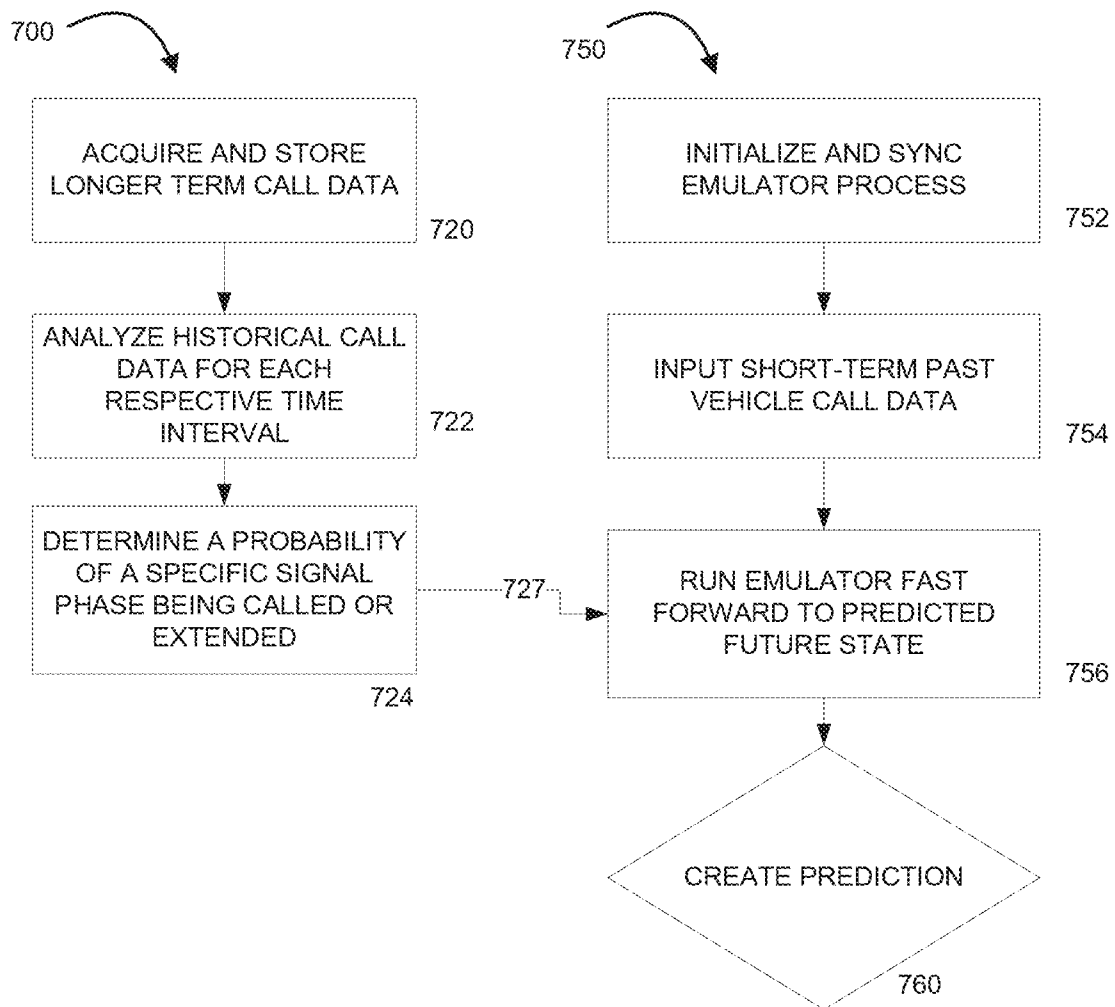 700
ACQUIRE AND STORE
LONGER TERM CALL DATA
720
ANALYZE HISTORICAL CALL
DATA FOR EACH
RESPECTIVE TIME
INTERVAL
722
DETERMINE A PROBABILITY
OF A SPECIFIC SIGNAL
PHASE BEING CALLED OR
EXTENDED
724
727
750
INITIALIZE AND SYNC
EMULATOR PROCESS
752
INPUT SHORT-TERM PAST
VEHICLE CALL DATA
754
RUN EMULATOR FAST
FORWARD TO PREDICTED
FUTURE STATE
756
CREATE PREDICTION
760